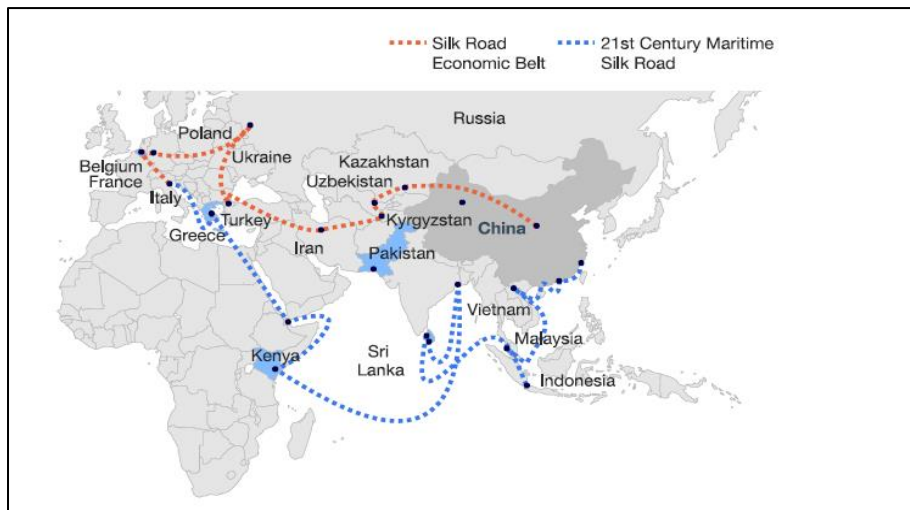 Silk Road
Economic Belt
21st Century Maritime
Silk Road
Russia
Poland
Ukraine
Kazakhstan
Belgium
Uzbekistan
France
Italy
Turkey
Kyrgyzstan
China
Greece
Iran
Pakistan
Vietnam
Kenya
Sri
Lanka
Malaysia
Indonesia